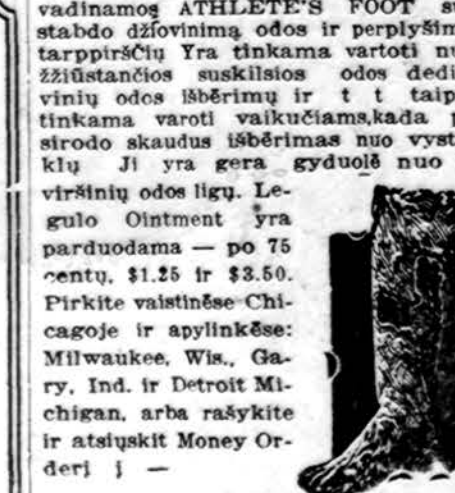 vadinamos ATHLETE'S FOOT su
stabdo džiovinimą odos ir perplyšim
tarppirščių Yra tinkama vartoti nu
žžiūstančios suskilsios odos dedi
vinių odos išbėrimų ir t t taip
tinkama varoti vaikučiams,kada p
sirodo skaudus išbėrimas nuo vyst
klų Ji yra gera gyduolė nuo
viršinių odos ligų. Le-
gulo Ointment yra
parduodama — po 75
centų, $1.25 ir $3.50.
Pirkite vaistinėse Chi-
cagoje ir apylinkėse:
Milwaukee, Wis., Ga-
ry, Ind. ir Detroit Mi-
chigan, arba rašykite
ir atsiųskit Money Or-
derį į —